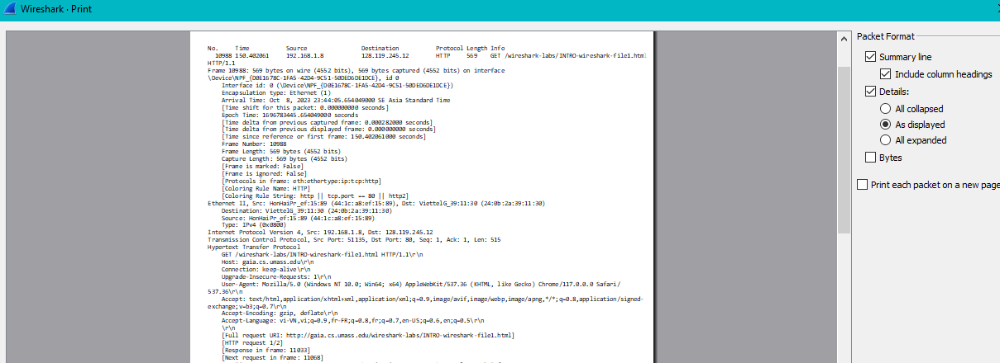 Wireshark · Print
No. Time Source Destination Protocol Length Info
10988 150.402061 192.168.1.8 128.119.245.12 HTTP 569 GET /wireshark-labs/INTRO-wireshark-file1.html
HTTP/1.1
Frame 10988: 569 bytes on wire (4552 bits), 569 bytes captured (4552 bits) on interface
\Device\NPF_{D0E1678C-1FA5-42D4-9C51-50DED6DE1DCE}, id 0
Interface id: 0 (\Device\NPF_{D0E1678C-1FA5-42D4-9C51-50DED6DE1DCE})
Encapsulation type: Ethernet (1)
Arrival Time: Oct 8, 2023 23:44:05.654049000 SE Asia Standard Time
[Time shift for this packet: 0.000000000 seconds]
Epoch Time: 1696783445.654049000 seconds
[Time delta from previous captured frame: 0.000282000 seconds]
[Time delta from previous displayed frame: 0.000000000 seconds]
[Time since reference or first frame: 150.402061000 seconds]
Frame Number: 10988
Frame Length: 569 bytes (4552 bits)
Capture Length: 569 bytes (4552 bits)
[Frame is marked: False]
[Frame is ignored: False]
[Protocols in frame: eth:ethertype:ip:tcp:http]
[Coloring Rule Name: HTTP]
[Coloring Rule String: http || tcp.port == 80 || http2]
Ethernet II, Src: HonHaiPr_ef:15:89 (44:1c:a8:ef:15:89), Dst: ViettelG_39:11:30 (24:0b:2a:39:11:30)
Destination: ViettelG_39:11:30 (24:0b:2a:39:11:30)
Source: HonHaiPr_ef:15:89 (44:1c:a8:ef:15:89)
Type: IPv4 (0x0800)
Internet Protocol Version 4, Src: 192.168.1.8, Dst: 128.119.245.12
Transmission Control Protocol, Src Port: 51135, Dst Port: 80, Seq: 1, Ack: 1, Len: 515
Hypertext Transfer Protocol
GET /wireshark-labs/INTRO-wireshark-file1.html HTTP/1.1\r\n
Host: gaia.cs.umass.edu\r\n
Connection: keep-alive\r\n
Upgrade-Insecure-Requests: 1\r\n
User-Agent: Mozilla/5.0 (Windows NT 10.0; Win64; x64) AppleWebKit/537.36 (KHTML, like Gecko) Chrome/117.0.0.0 Safari/
537.36\r\n
Accept: text/html,application/xhtml+xml,application/xml;q=0.9,image/avif,image/webp,image/apng,*/*;q=0.8,application/signed-
exchange;v=b3;q=0.7\r\n
Accept-Encoding: gzip, deflate\r\n
Accept-Language: vi-VN,vi;q=0.9,fr-FR;q=0.8,fr;q=0.7,en-US;q=0.6,en;q=0.5\r\n
\r\n
[Full request URI: http://gaia.cs.umass.edu/wireshark-labs/INTRO-wireshark-file1.html]
[HTTP request 1/2]
[Response in frame: 11033]
[Next request in frame: 11068]
Packet Format
Summary line
Include column headings
Details:
All collapsed
As displayed
All expanded
Bytes
Print each packet on a new page